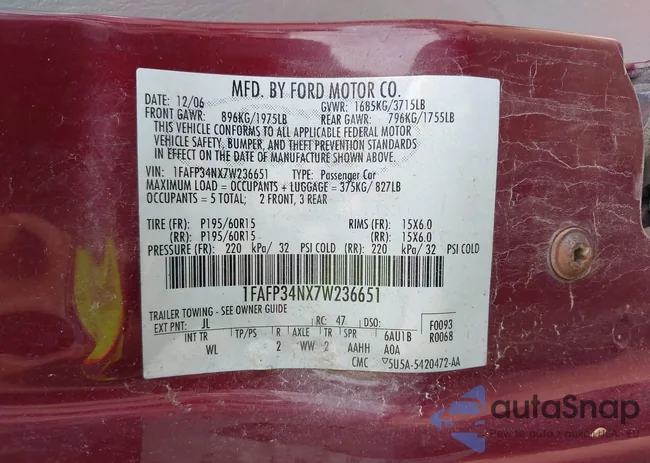 MFD. BY FORD MOTOR CO.
DATE: 12/06 GVWR: 1685KG/3715LB
FRONT GAWR: 896KG/1975LB REAR GAWR: 796KG/1755LB
THIS VEHICLE CONFORMS TO ALL APPLICABLE FEDERAL MOTOR
VEHICLE SAFETY, BUMPER, AND THEFT PREVENTION STANDARDS
IN EFFECT ON THE DATE OF MANUFACTURE SHOWN ABOVE.
VIN: 1FAFP34NX7W236651 TYPE: Passenger Car
MAXIMUM LOAD = OCCUPANTS + LUGGAGE = 375KG/ 827LB
OCCUPANTS = 5 TOTAL; 2 FRONT, 3 REAR
TIRE (FR): P195/60R15 RIMS (FR): 15X6.0
(RR): P195/60R15 (RR): 15X6.0
PRESSURE (FR): 220 kPa/ 32 PSI COLD (RR): 220 kPa/ 32 PSI COLD
1FAFP34NX7W236651
TRAILER TOWING - SEE OWNER GUIDE
EXT PNT: JL RC: 47 DSO: F0093
INT TR TP/PS R AXLE TR SPR 6AU1B R0068
WL 2 WW 2 AAHH A0A
CMC 5U5A-5420472-AA
autaSnap